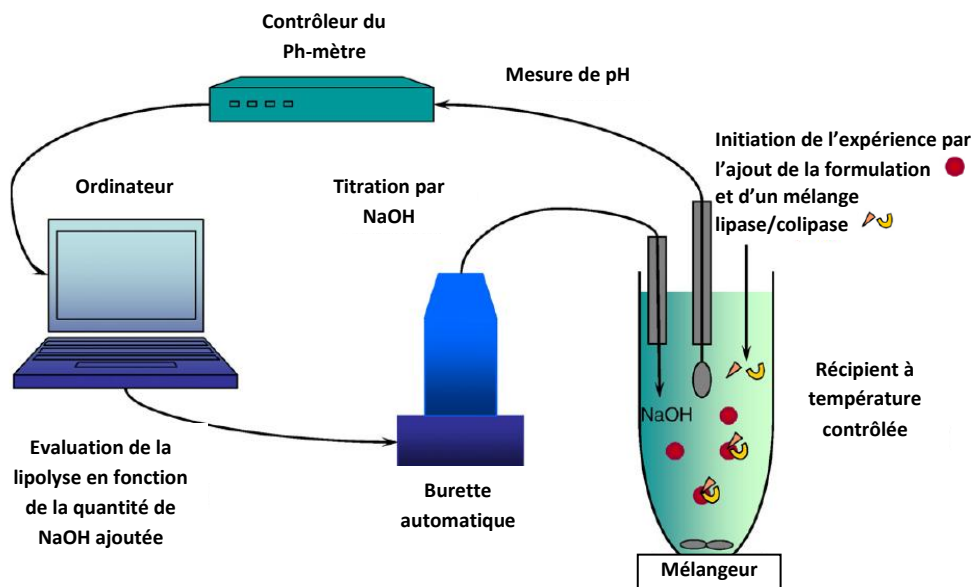 Contrôleur du
Ph-mètre
Mesure de pH
Initiation de l’expérience par
l’ajout de la formulation
et d’un mélange
lipase/colipase
Ordinateur
Titration par
NaOH
NaOH
Récipient à
température
contrôlée
Evaluation de la
lipolyse en fonction
de la quantité de
NaOH ajoutée
Burette
automatique
Mélangeur